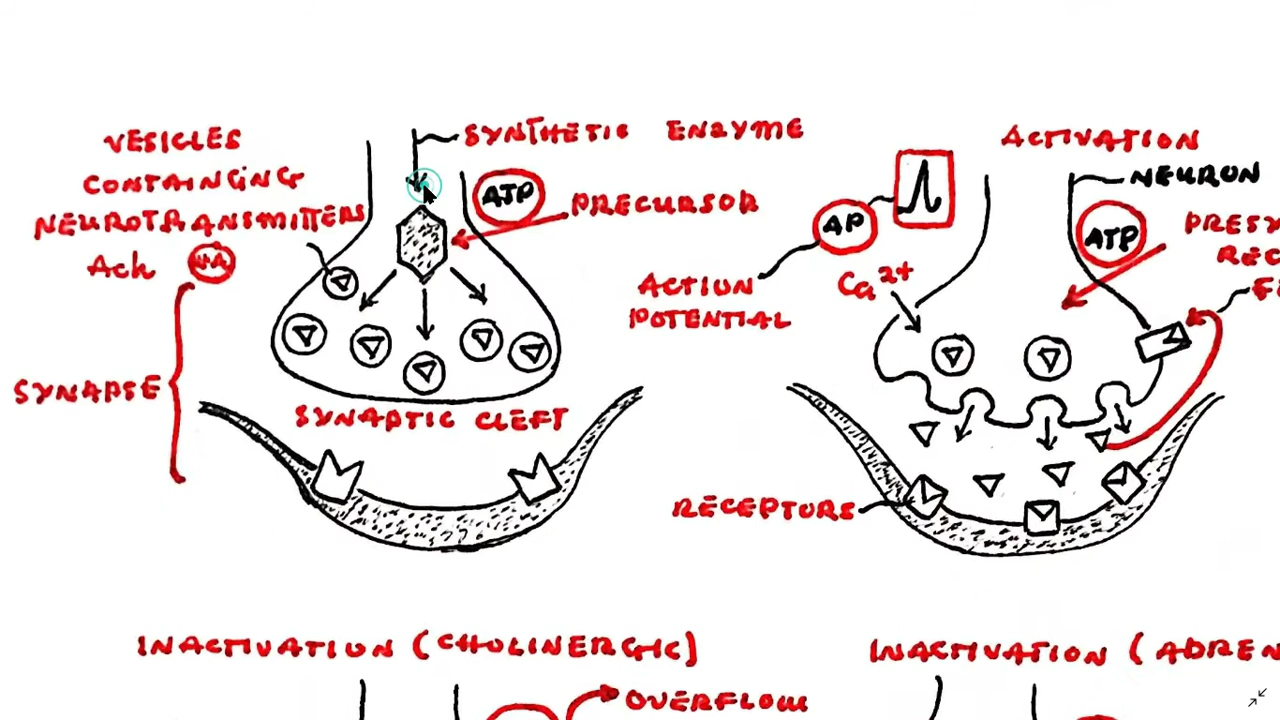 VESICLES
CONTAINGING
NEUROTRANSMITTERS
Ach NA
SYNTHETIC ENZYME
ATP
PRECURSOR
SYNAPSE
SYNAPTIC CLEFT
ACTIVATION
NEURON
AP
ACTION
POTENTIAL
Ca2+
ATP
RECEPTORS
INACTIVATION (CHOLINERGIC)
OVERFLOW
INACTIVATION (ADREN